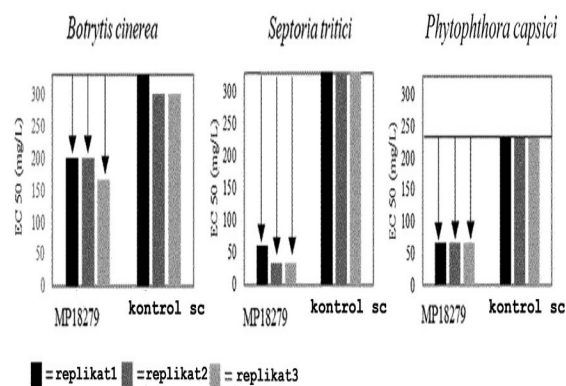 Botrytis cinerea
EC 50 (mg/L)
300
250
200
150
100
50
0
MP18279 kontrol sc
Septoria tritici
EC 50 (mg/L)
300
250
200
150
100
50
0
MP18279 kontrol sc
Phytophthora capsici
EC 50 (mg/L)
300
250
200
150
100
50
0
MP18279 kontrol sc
=replikat1 =replikat2 = replikat3